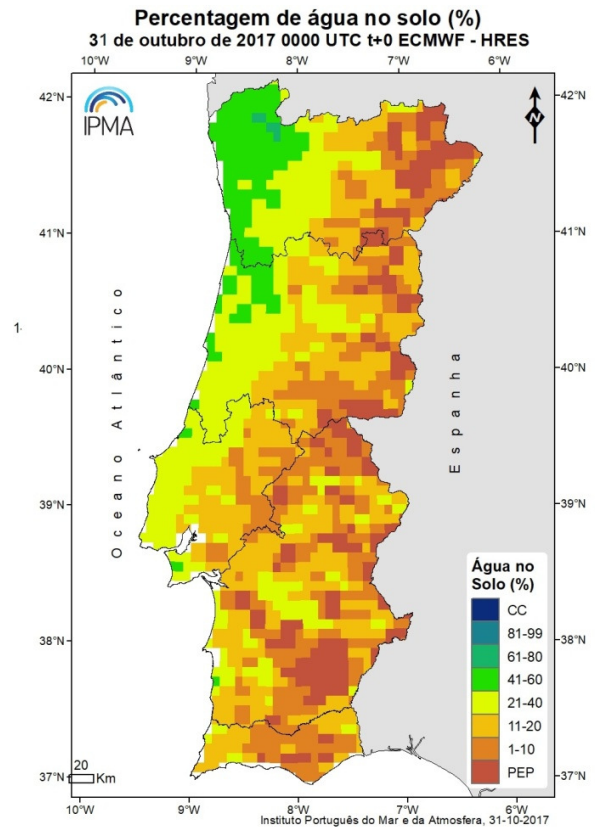 Percentagem de água no solo (%)
31 de outubro de 2017 0000 UTC t+0 ECMWF - HRES
10°W 9°W 8°W 7°W
42°N 42°N
IPMA
N
41°N 41°N
1.
40°N 40°N
Oceano Atlântico
Espanha
39°N 39°N
38°N 38°N
Água no
Solo (%)
CC
81-99
61-80
41-60
21-40
11-20
1-10
PEP
37°N 37°N
20
Km
10°W 9°W 8°W 7°W 6°W
Instituto Português do Mar e da Atmosfera, 31-10-2017